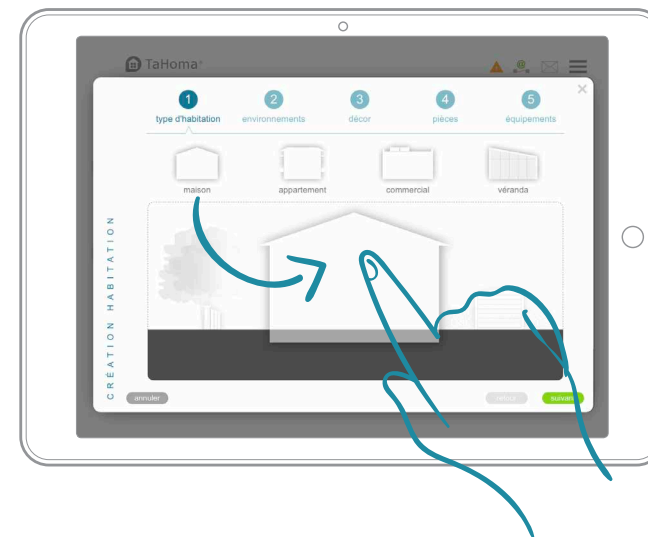 TaHoma®
1 2 3 4 5
type d'habitation environnements décor pièces équipements
maison appartement commercial véranda
CRÉATION HABITATION
annuler retour suivant